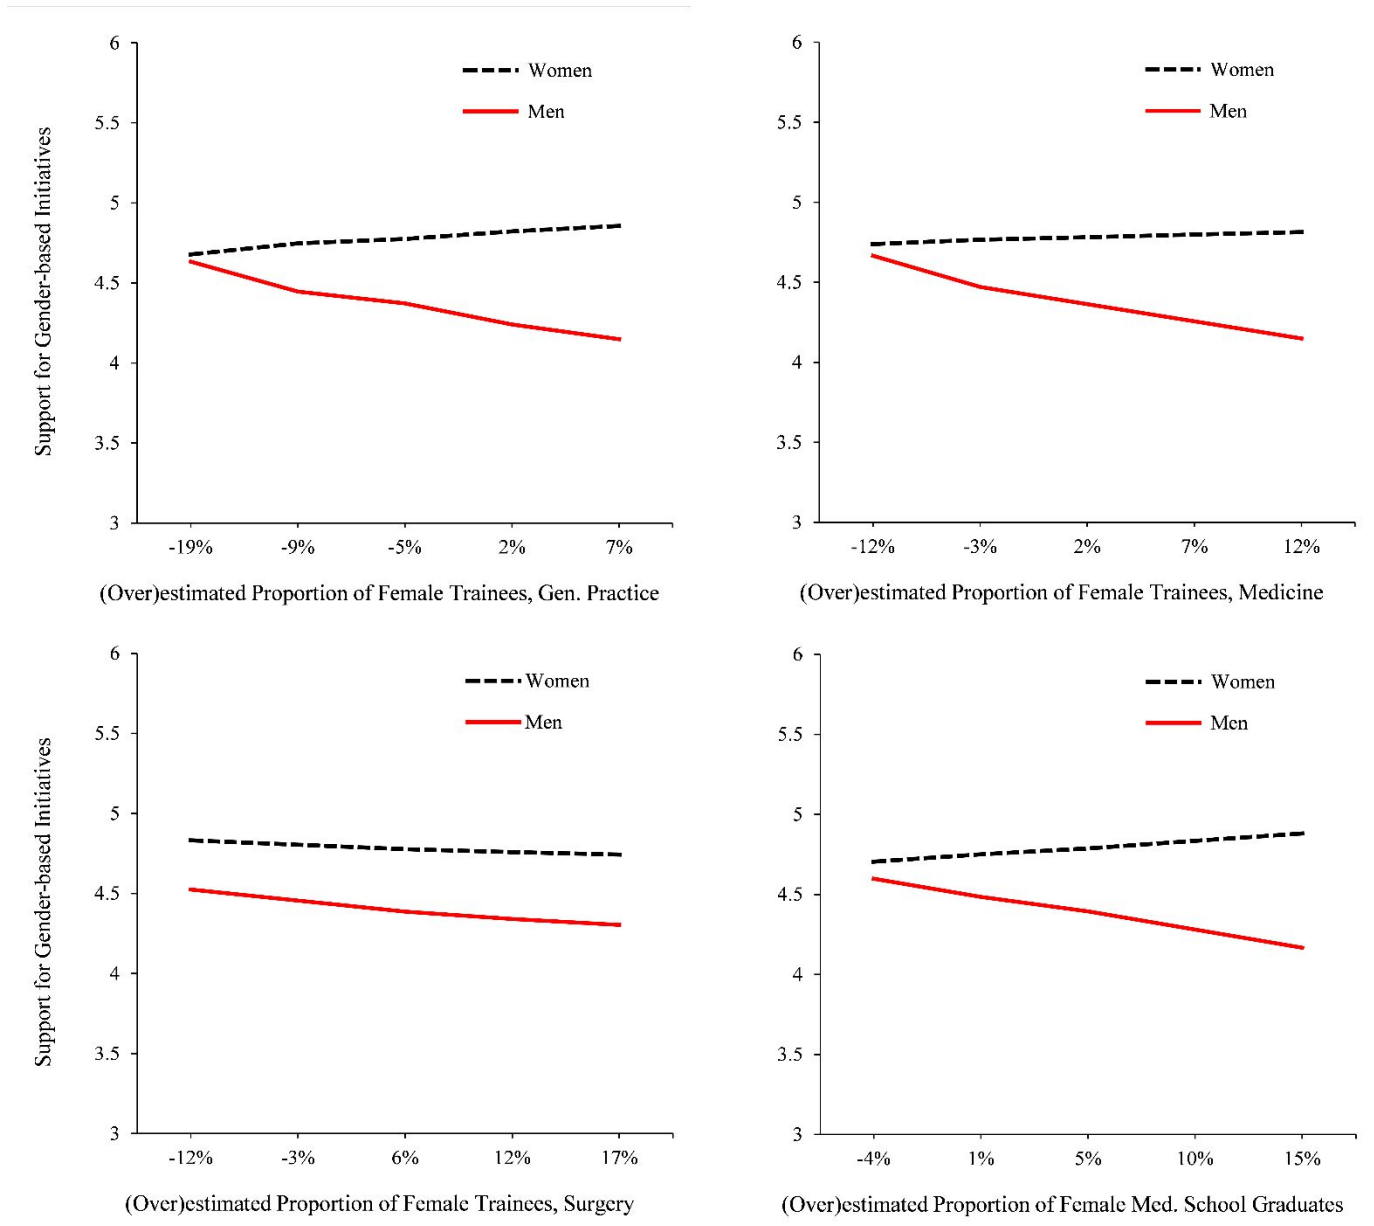 6
5.5
5
4.5
4
3.5
3
Support for Gender-based Initiatives
Women
Men
-19% -9% -5% 2% 7%
(Over)estimated Proportion of Female Trainees, Gen. Practice
6
5.5
5
4.5
4
3.5
3
Women
Men
-12% -3% 2% 7% 12%
(Over)estimated Proportion of Female Trainees, Medicine
6
5.5
5
4.5
4
3.5
3
Support for Gender-based Initiatives
Women
Men
-12% -3% 6% 12% 17%
(Over)estimated Proportion of Female Trainees, Surgery
6
5.5
5
4.5
4
3.5
3
Women
Men
-4% 1% 5% 10% 15%
(Over)estimated Proportion of Female Med. School Graduates